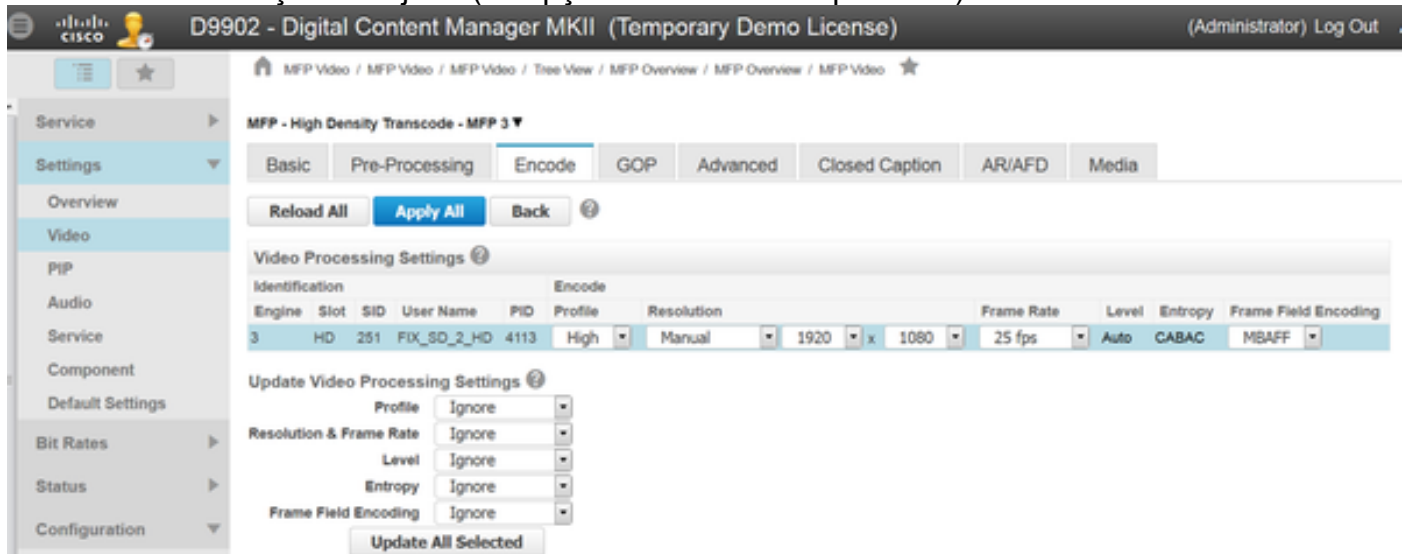 cisco D9902 - Digital Content Manager MKII (Temporary Demo License) (Administrator) Log Out
MFP Video / MFP Video / MFP Video / Tree View / MFP Overview / MFP Overview / MFP Video
Service
MFP - High Density Transcode - MFP 3
Settings
Basic Pre-Processing Encode GOP Advanced Closed Caption AR/AFD Media
Overview
Reload All Apply All Back
Video
Video Processing Settings
PIP
Identification Encode
Audio
Engine Slot SID User Name PID Profile Resolution Frame Rate Level Entropy Frame Field Encoding
Service
3 HD 251 FIX_SD_2_HD 4113 High Manual 1920 x 1080 25 fps Auto CABAC MBAFF
Component
Update Video Processing Settings
Default Settings
Profile Ignore
Bit Rates
Resolution & Frame Rate Ignore
Level Ignore
Status
Entropy Ignore
Frame Field Encoding Ignore
Configuration
Update All Selected